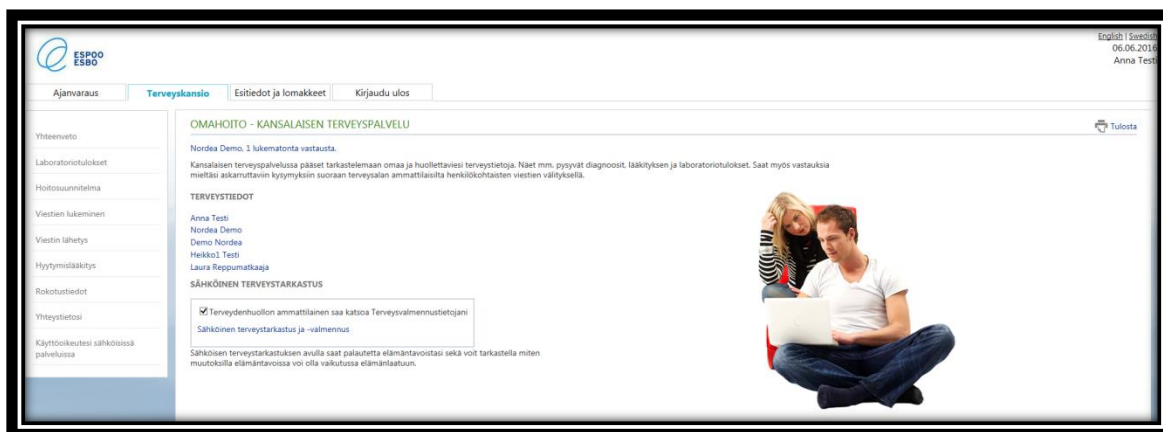 English | Swedish
06.06.2016
Anna Testi
ESPOO
ESBO
Ajanvaraus
Terveyskansio
Esitiedot ja lomakkeet
Kirjaudu ulos
Yhteenveto
Laboratoriotulokset
Hoitosuunnitelma
Viestien lukeminen
Viestin lähetys
Hyytymislääkitys
Rokotustiedot
Yhteystietosi
Käyttöoikeutesi sähköisissä
palveluissa
OMAHOITO - KANSALAISEN TERVEYSPALVELU
Tulosta
Nordea Demo, 1 lukematonta vastausta.
Kansalaisen terveyspalvelussa pääset tarkastelemaan omaa ja huollettaviesi terveystietoja. Näet mm. pysyvät diagnoosit, lääkityksen ja laboratoriotulokset. Saat myös vastauksia
mieltäsi askarruttaviin kysymyksiin suoraan terveysalan ammattilaisilta henkilökohtaisten viestien välityksellä.
TERVEYSTIEDOT
Anna Testi
Nordea Demo
Demo Nordea
Heikko1 Testi
Laura Reppumatkaaja
SÄHKÖINEN TERVEYSTARKASTUS
Terveydenhuollon ammattilainen saa katsoa Terveysvalmennustietojani
Sähköinen terveystarkastus ja -valmennus
Sähköisen terveystarkastuksen avulla saat palautetta elämäntavoistasi sekä voit tarkastella miten
muutoksilla elämäntavoissa voi olla vaikutussa elämänlaatuun.